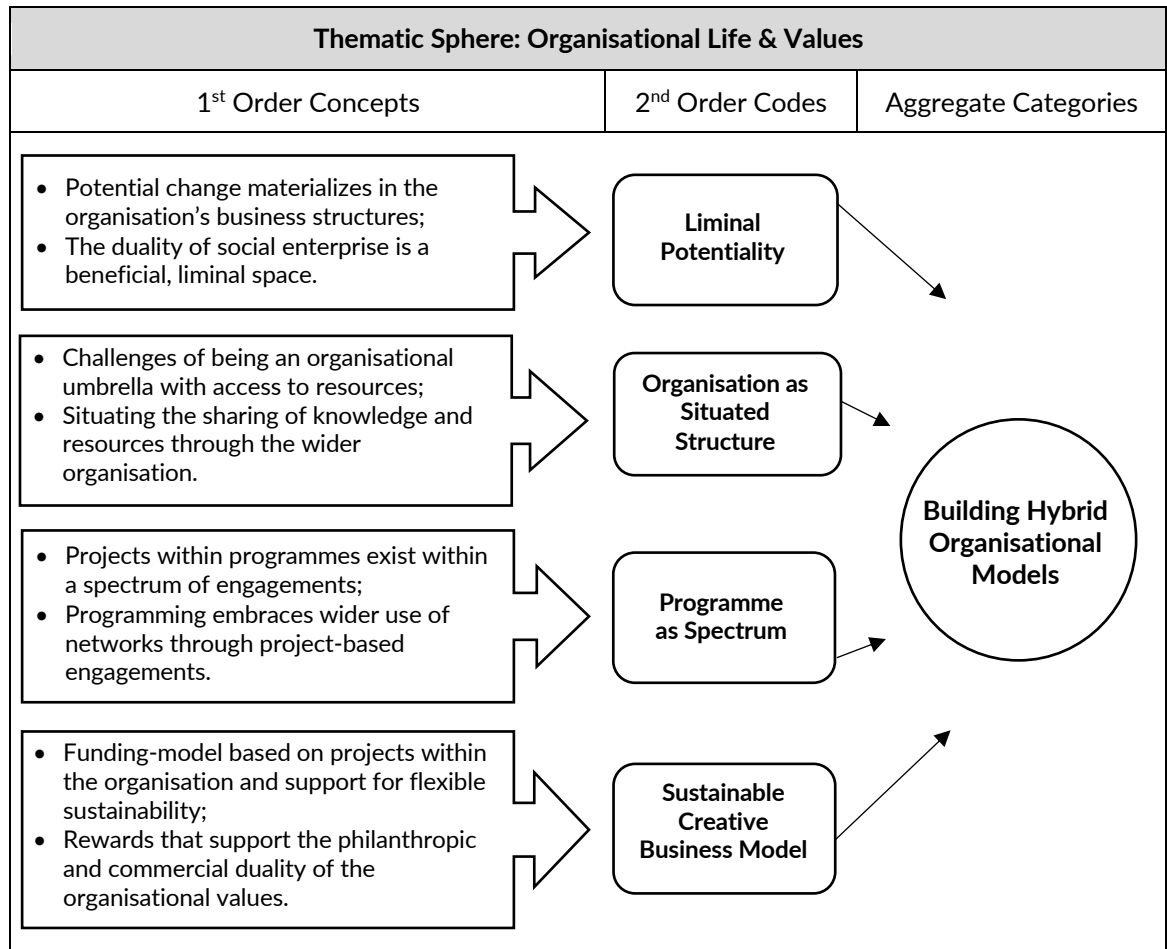 Thematic Sphere: Organisational Life & Values
1st Order Concepts
2nd Order Codes
Aggregate Categories
• Potential change materializes in the
organisation’s business structures;
• The duality of social enterprise is a
beneficial, liminal space.
Liminal
Potentiality
• Challenges of being an organisational
umbrella with access to resources;
• Situating the sharing of knowledge and
resources through the wider
organisation.
Organisation as
Situated
Structure
• Projects within programmes exist within
a spectrum of engagements;
• Programming embraces wider use of
networks through project-based
engagements.
Programme
as Spectrum
• Funding-model based on projects within
the organisation and support for flexible
sustainability;
• Rewards that support the philanthropic
and commercial duality of the
organisational values.
Sustainable
Creative
Business Model
Building Hybrid
Organisational
Models